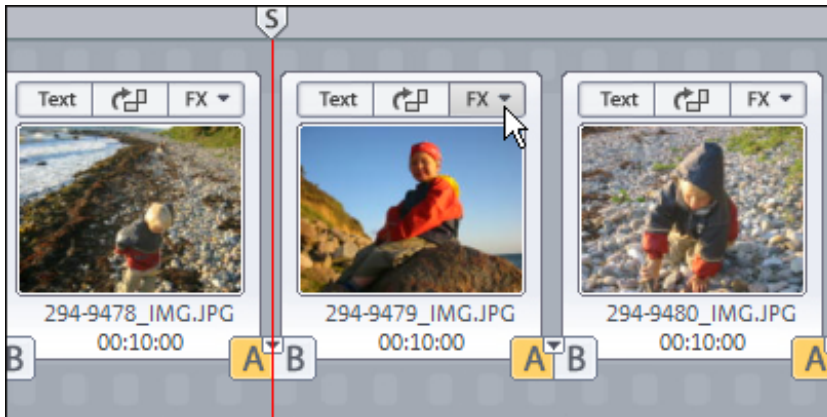 S
Text FX Text FX Text FX
294-9478_IMG.JPG 294-9479_IMG.JPG 294-9480_IMG.JPG
00:10:00 00:10:00 00:10:00
B A B A B A